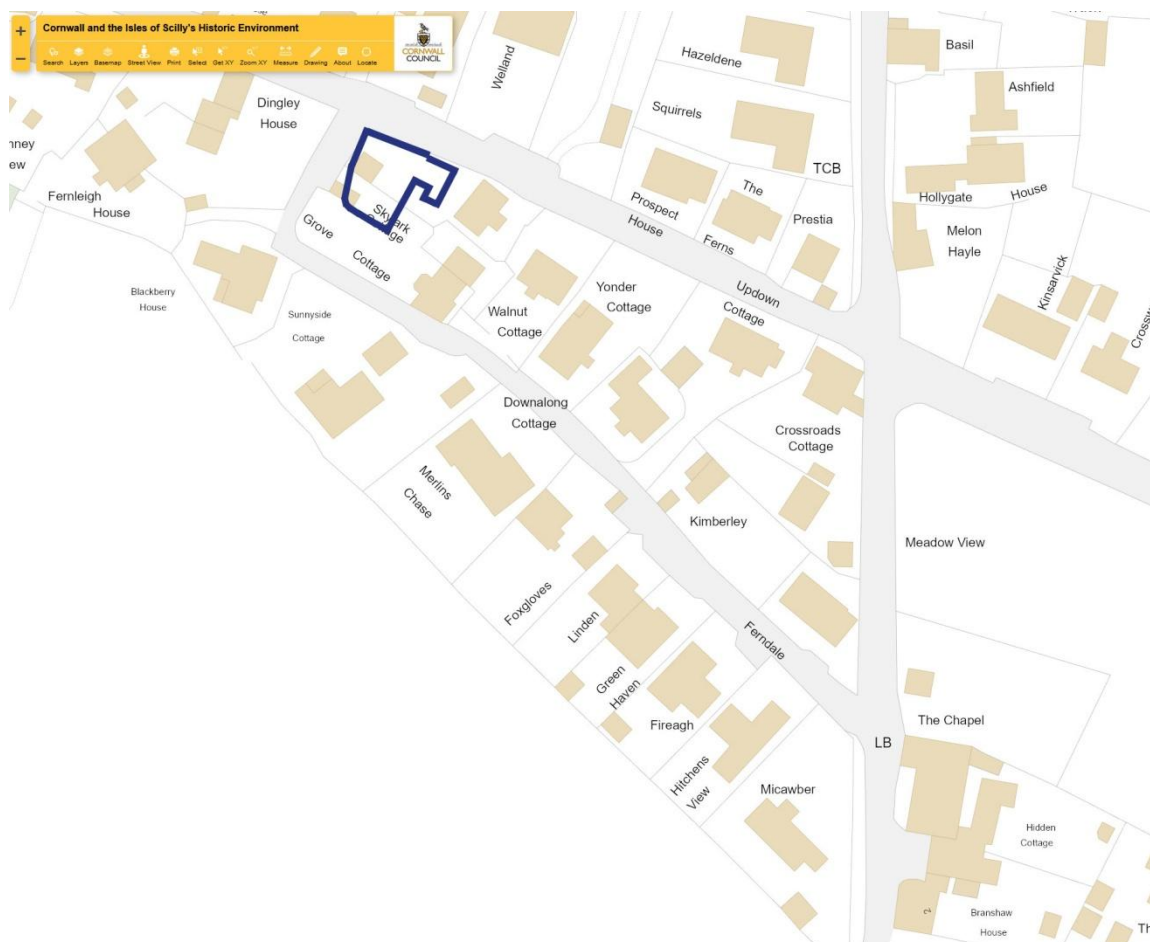 Cornwall and the Isles of Scilly's Historic Environment
+
−
Search Layers Basemap Street View Print Select Get XY Zoom XY Measure Drawing About Locate
CORNWALL
COUNCIL
Welland
Hazeldene
Basil
Dingley
House
Squirrels
Ashfield
TCB
Fernleigh
House
Skylark
Cottage
Grove
Cottage
Prospect
House
The
Ferns
Prestia
Hollygate
House
Melon
Hayle
Kinsarvick
Blackberry
House
Sunnyside
Cottage
Walnut
Cottage
Yonder
Cottage
Updown
Cottage
Downalong
Cottage
Crossroads
Cottage
Merlins
Chase
Kimberley
Meadow View
Foxgloves
Linden
Green
Haven
Ferndale
Fireagh
The Chapel
LB
Hitchens
View
Micawber
Hidden
Cottage
Branshaw
House